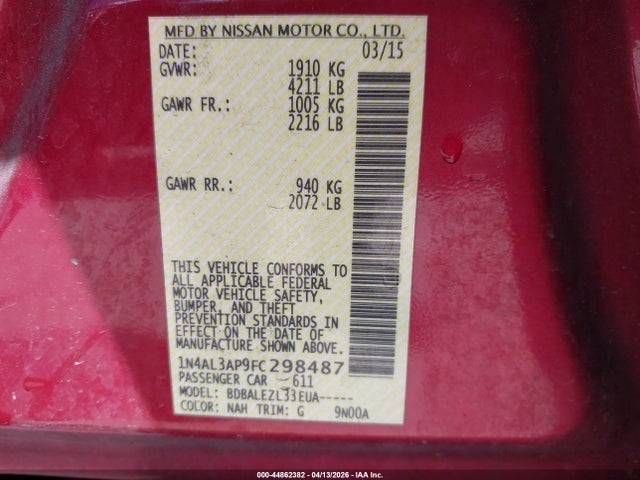 MFD BY NISSAN MOTOR CO., LTD.
DATE: 03/15
GVWR: 1910 KG
4211 LB
GAWR FR.: 1005 KG
2216 LB
GAWR RR.: 940 KG
2072 LB
THIS VEHICLE CONFORMS TO
ALL APPLICABLE FEDERAL
MOTOR VEHICLE SAFETY,
BUMPER, AND THEFT
PREVENTION STANDARDS IN
EFFECT ON THE DATE OF
MANUFACTURE SHOWN ABOVE.
1N4AL3AP9FC298487
PASSENGER CAR 611
MODEL: BDBALEZL33EUA-----
COLOR: NAH TRIM: G 9N00A
000-44862382 - 04/13/2026 - IAA Inc.